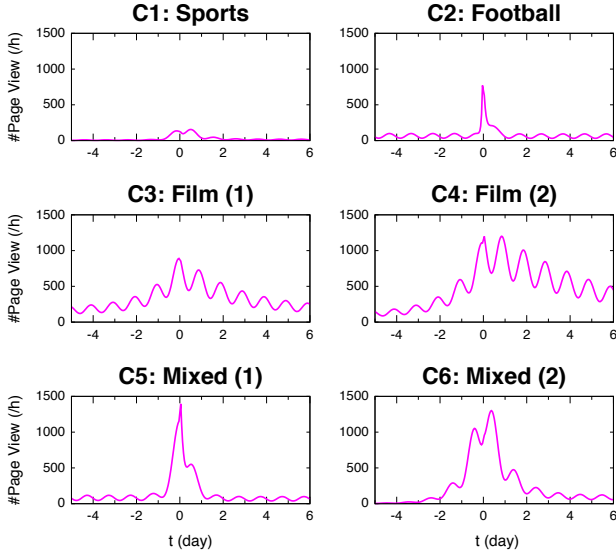 C1: Sports
C2: Football
#Page View (/h)
1500
1000
500
0
-4 -2 0 2 4 6
1500
1000
500
0
-4 -2 0 2 4 6
C3: Film (1)
C4: Film (2)
#Page View (/h)
1500
1000
500
0
-4 -2 0 2 4 6
1500
1000
500
0
-4 -2 0 2 4 6
C5: Mixed (1)
C6: Mixed (2)
#Page View (/h)
1500
1000
500
0
-4 -2 0 2 4 6
t (day)
1500
1000
500
0
-4 -2 0 2 4 6
t (day)